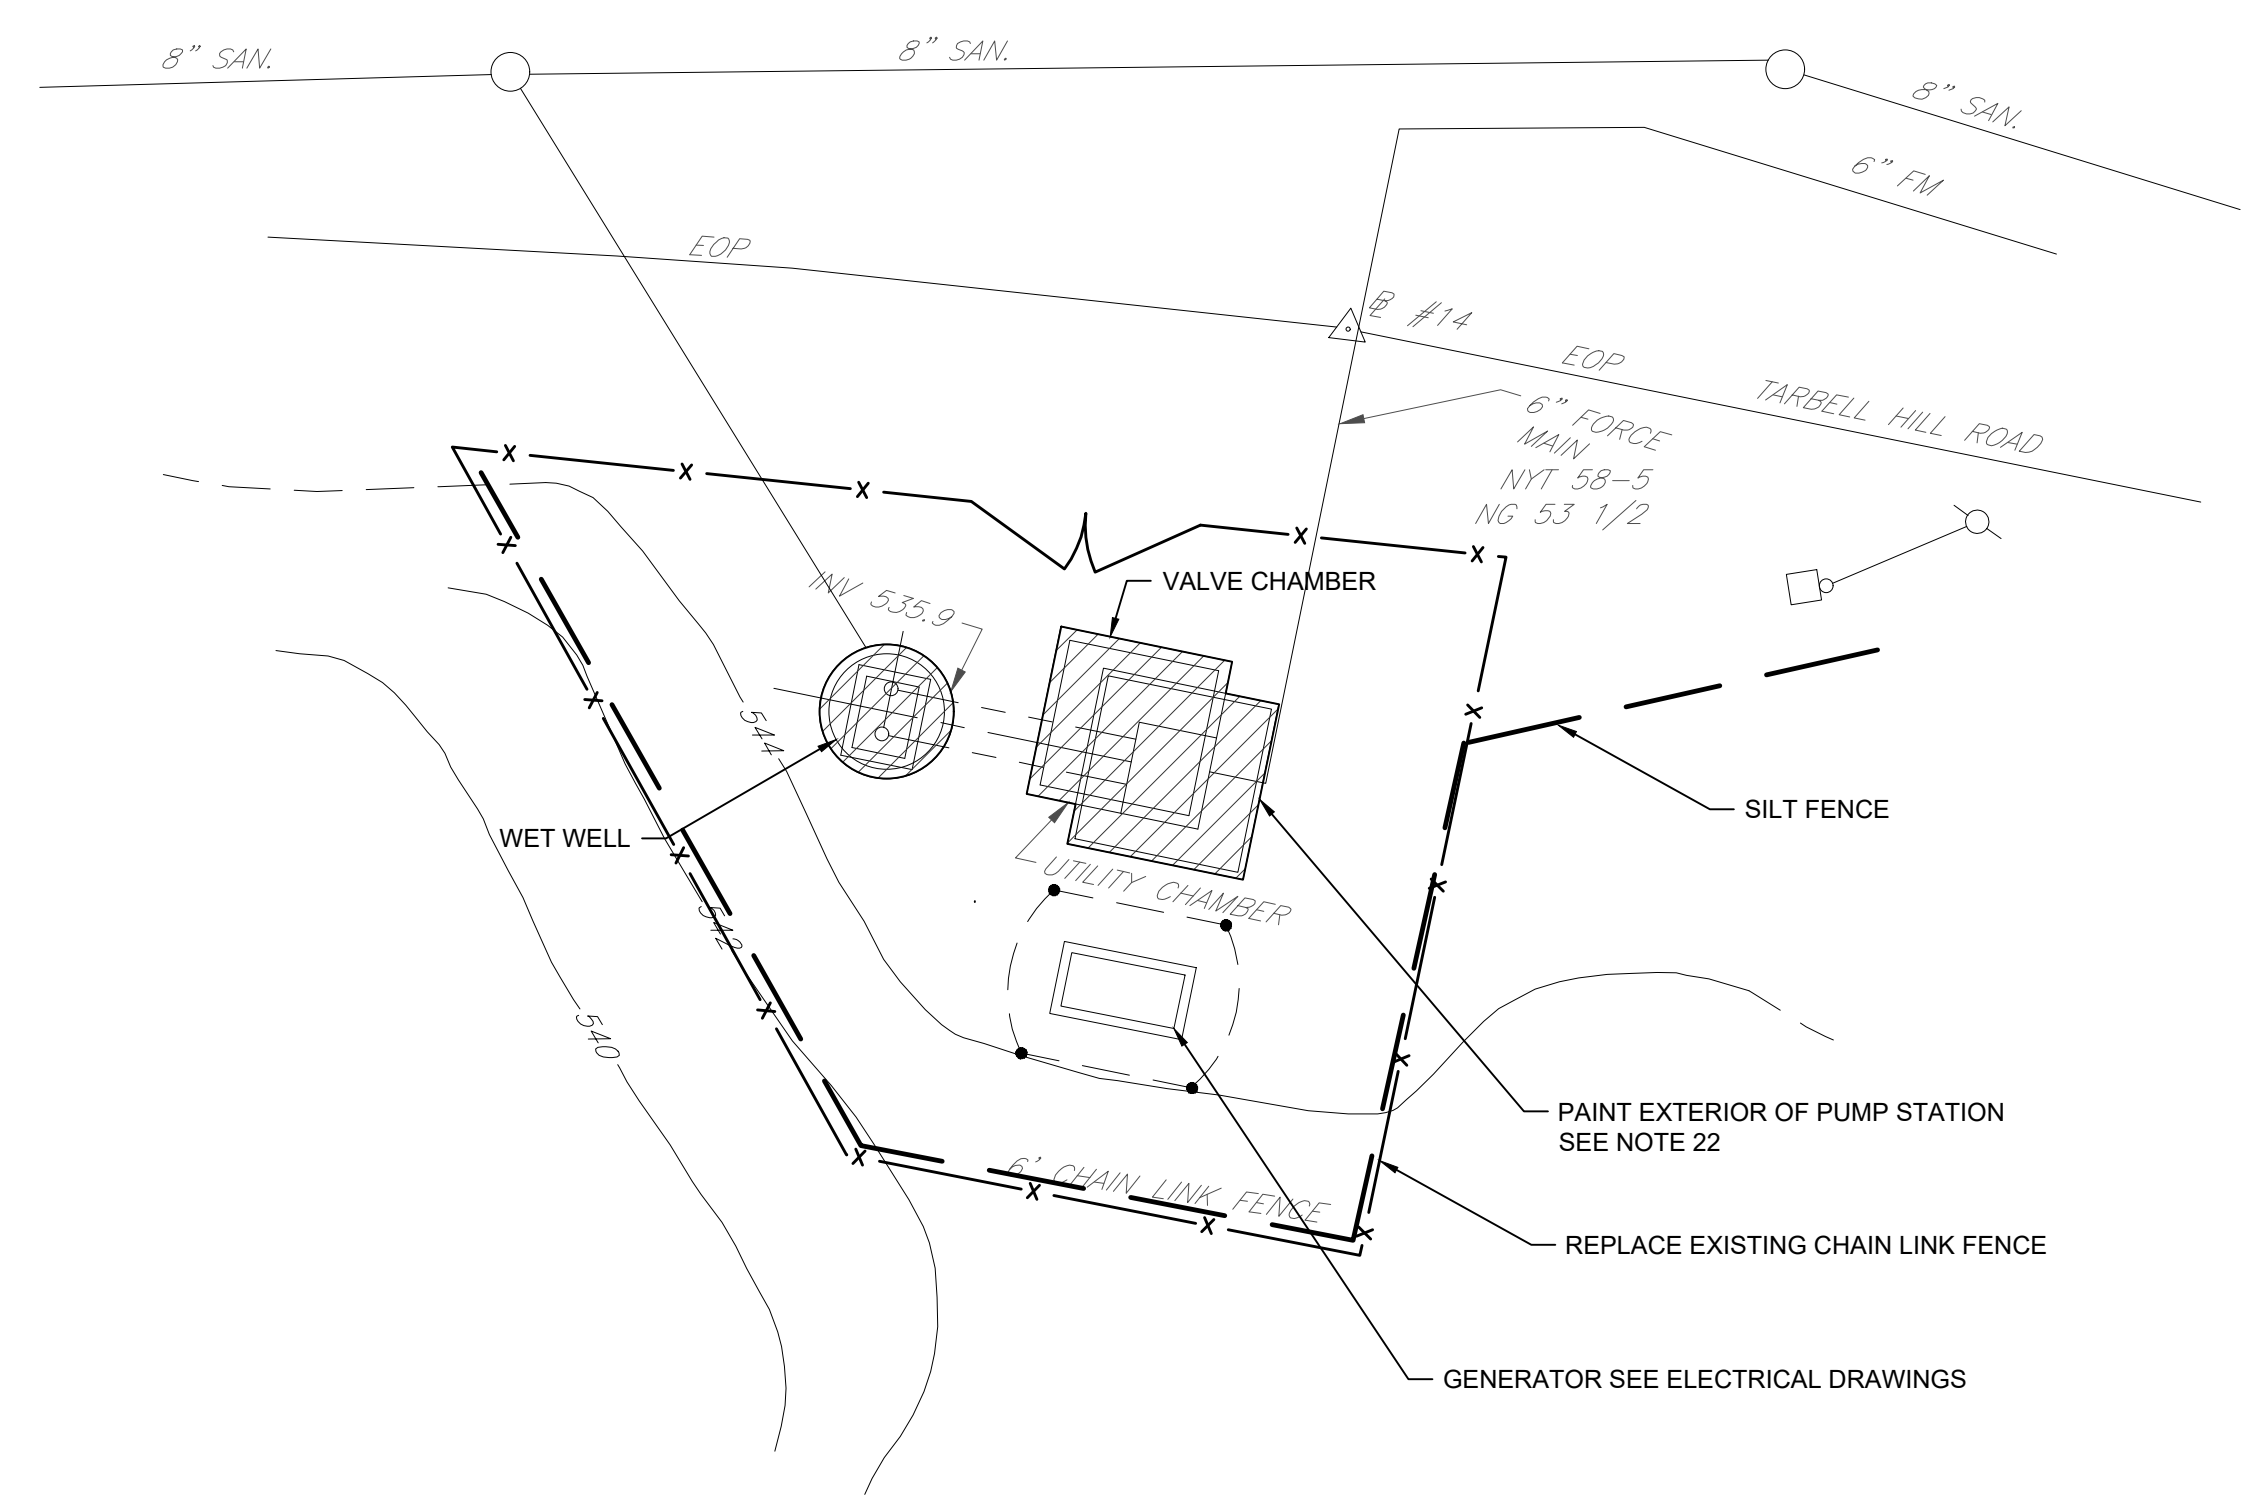 8" SAN.
8" SAN.
8" SAN.
6" FM
EOP
#14
EOP
TARBELL HILL ROAD
6" FORCE
MAIN
NYT 58-5
NG 53 1/2
INV 535.9
VALVE CHAMBER
544
WET WELL
SILT FENCE
UTILITY CHAMBER
542
540
PAINT EXTERIOR OF PUMP STATION
SEE NOTE 22
6' CHAIN LINK FENCE
REPLACE EXISTING CHAIN LINK FENCE
GENERATOR SEE ELECTRICAL DRAWINGS